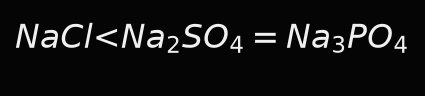 NaCl<Na₂SO₄ = Na₃PO₄